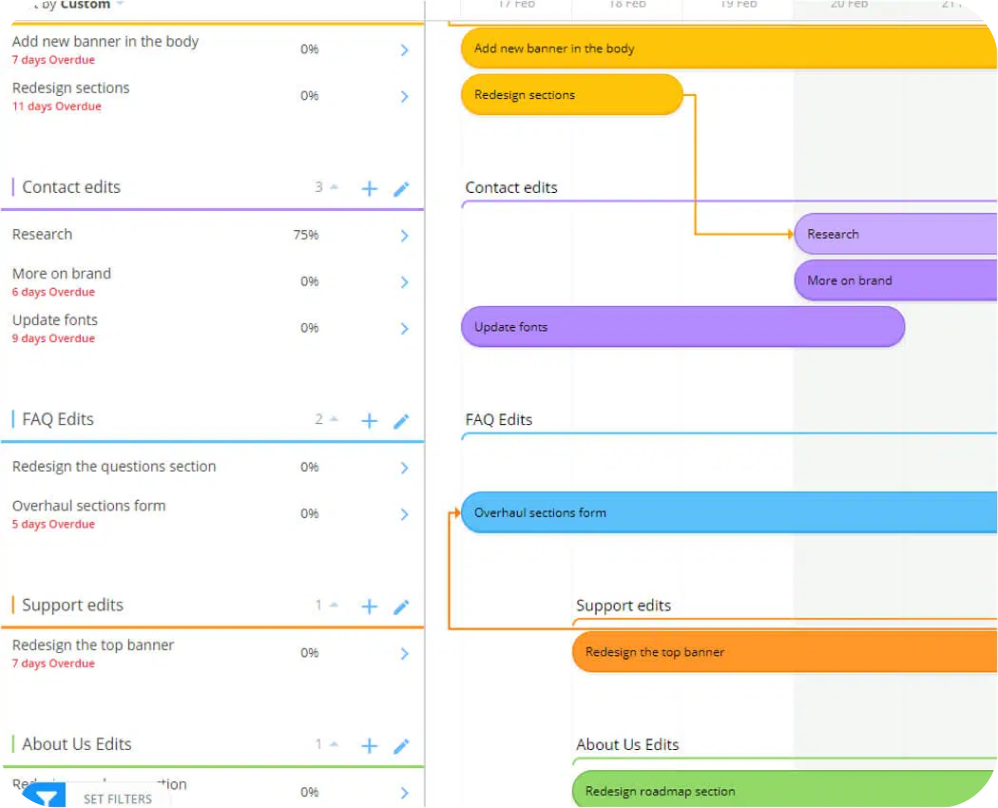 by Custom
17 Feb 18 Feb 19 Feb 20 Feb 21
Add new banner in the body 0%
7 days Overdue
Add new banner in the body
Redesign sections 0%
11 days Overdue
Redesign sections
Contact edits 3
Contact edits
Research 75%
Research
More on brand 0%
6 days Overdue
More on brand
Update fonts 0%
9 days Overdue
Update fonts
FAQ Edits 2
FAQ Edits
Redesign the questions section 0%
Overhaul sections form 0%
5 days Overdue
Overhaul sections form
Support edits 1
Support edits
Redesign the top banner 0%
7 days Overdue
Redesign the top banner
About Us Edits 1
About Us Edits
0%
Redesign roadmap section
SET FILTERS